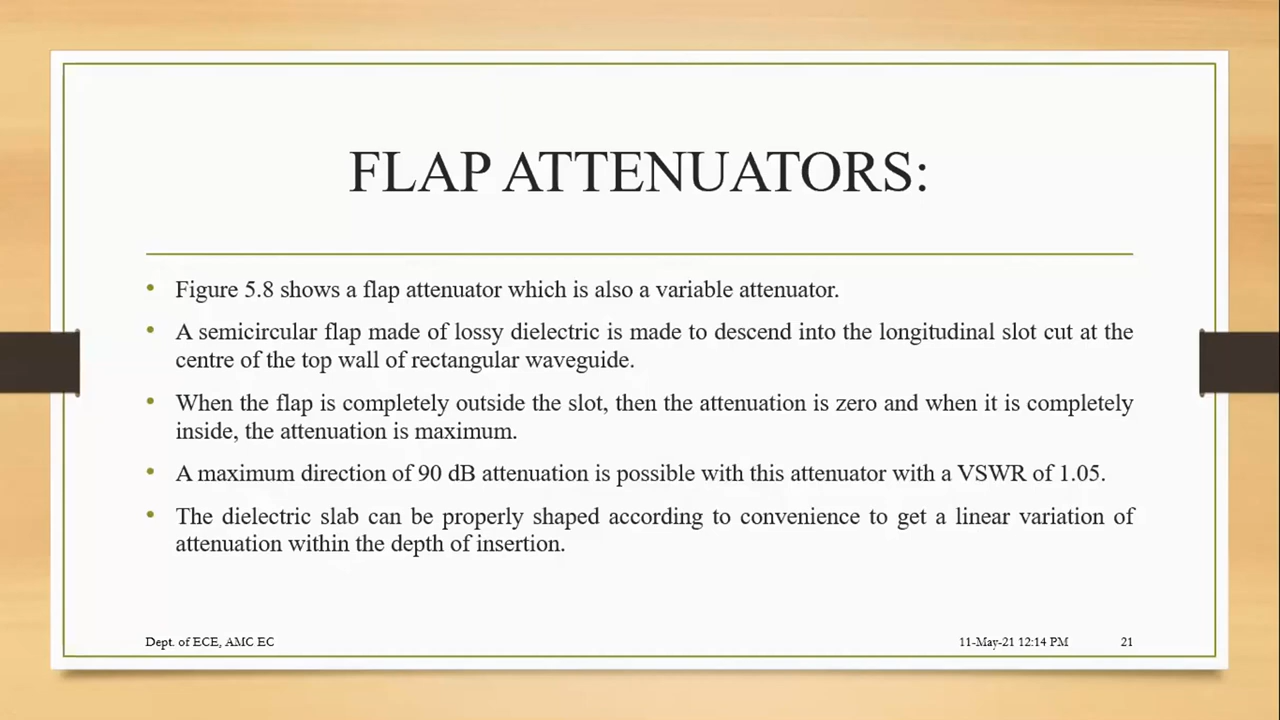 FLAP ATTENUATORS:
• Figure 5.8 shows a flap attenuator which is also a variable attenuator.
• A semicircular flap made of lossy dielectric is made to descend into the longitudinal slot cut at the
centre of the top wall of rectangular waveguide.
• When the flap is completely outside the slot, then the attenuation is zero and when it is completely
inside, the attenuation is maximum.
• A maximum direction of 90 dB attenuation is possible with this attenuator with a VSWR of 1.05.
• The dielectric slab can be properly shaped according to convenience to get a linear variation of
attenuation within the depth of insertion.
Dept. of ECE, AMC EC 11-May-21 12:14 PM 21